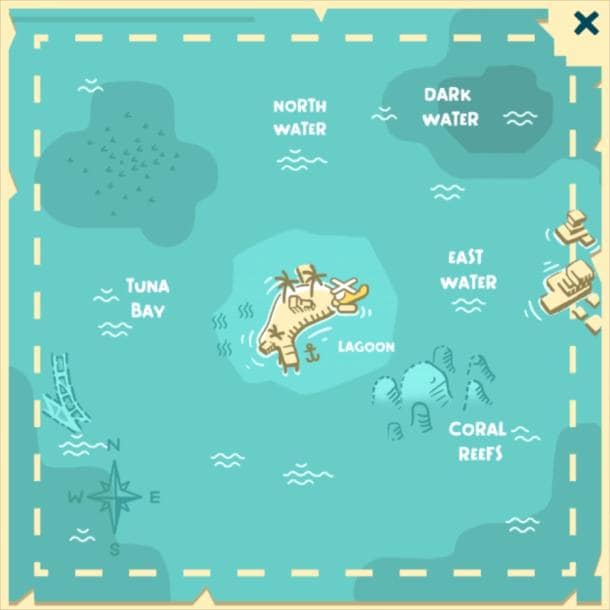 NORTH
WATER
DARK
WATER
EAST
WATER
TUNA
BAY
LAGOON
CORAL
REEFS
N
W E
S